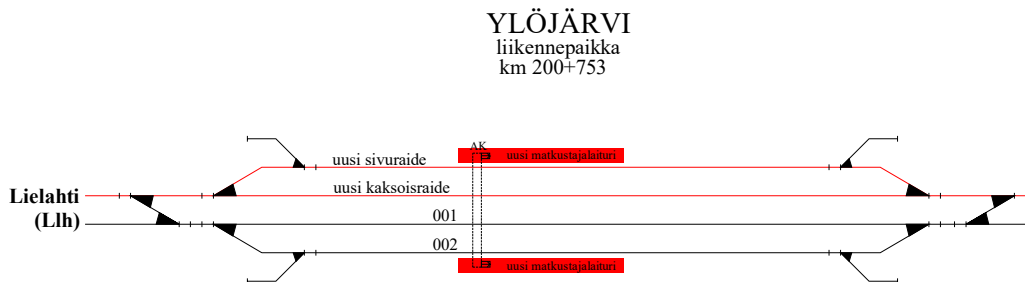 YLÖJÄRVI
liikennepaikka
km 200+753
AK
uusi matkustajalaituri
uusi sivuraide
uusi kaksoisraide
Lielahti
(Llh)
001
002
uusi matkustajalaituri